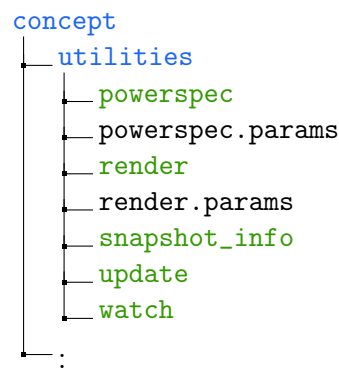 concept
utilities
powerspec
powerspec.params
render
render.params
snapshot_info
update
watch
⋮